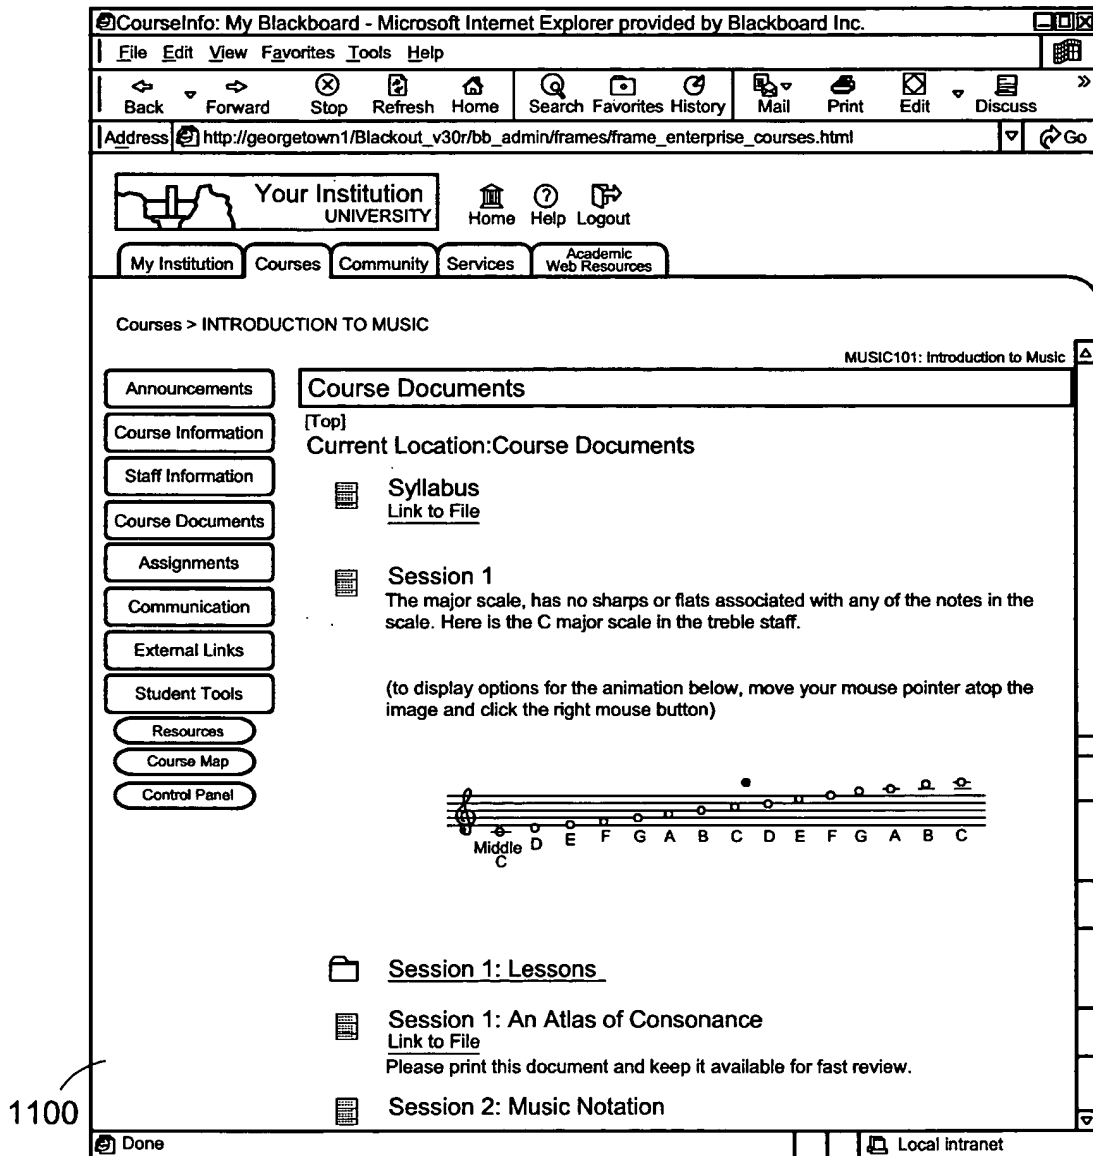 CourseInfo: My Blackboard - Microsoft Internet Explorer provided by Blackboard Inc.
File Edit View Favorites Tools Help
Back Forward Stop Refresh Home Search Favorites History Mail Print Edit Discuss »
Address http://georgetown1/Blackout_v30r/bb_admin/frames/frame_enterprise_courses.html Go
Your Institution
UNIVERSITY
Home Help Logout
My Institution Courses Community Services Academic Web Resources
Courses > INTRODUCTION TO MUSIC
MUSIC101: Introduction to Music
Announcements
Course Information
Staff Information
Course Documents
Assignments
Communication
External Links
Student Tools
Resources
Course Map
Control Panel
Course Documents
[Top]
Current Location:Course Documents
Syllabus
Link to File
Session 1
The major scale, has no sharps or flats associated with any of the notes in the
scale. Here is the C major scale in the treble staff.
(to display options for the animation below, move your mouse pointer atop the
image and click the right mouse button)
Middle C D E F G A B C D E F G A B C
Session 1: Lessons
Session 1: An Atlas of Consonance
Link to File
Please print this document and keep it available for fast review.
Session 2: Music Notation
1100
Done Local intranet